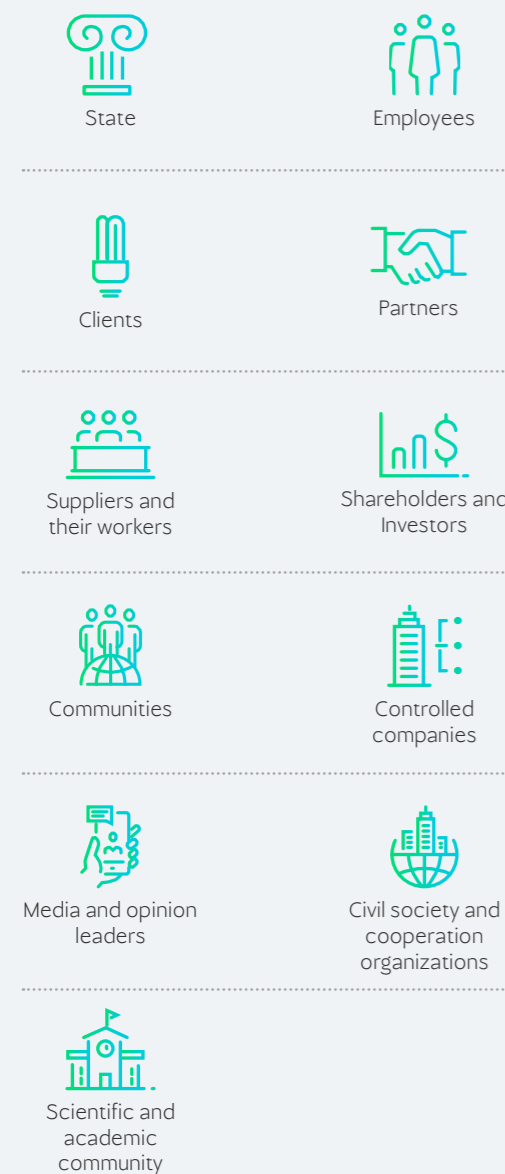 State
Employees
Clients
Partners
Suppliers and
their workers
Shareholders and
Investors
Communities
Controlled
companies
Media and opinion
leaders
Civil society and
cooperation
organizations
Scientific and
academic
community